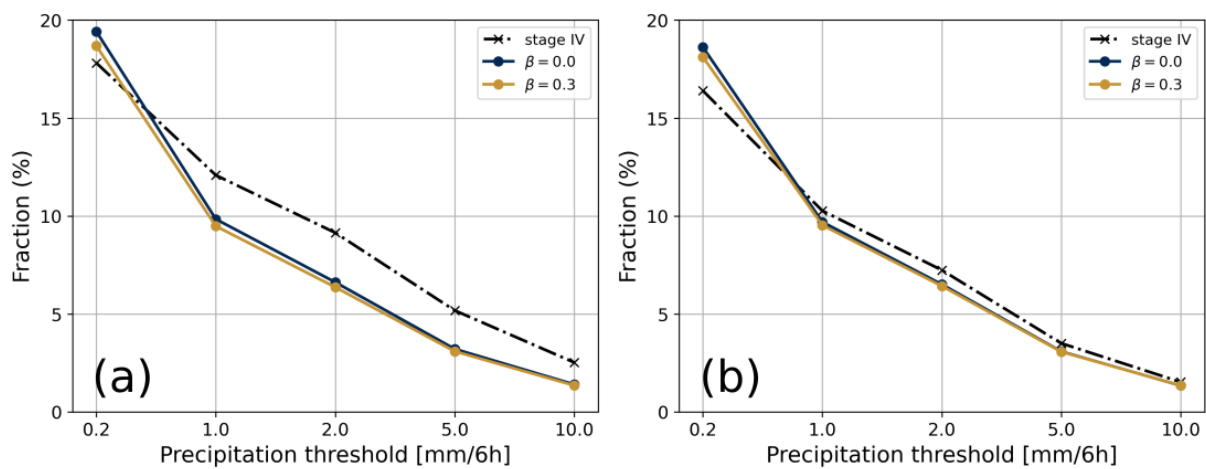 20
15
10
5
0
Fraction (%)
stage IV
β = 0.0
β = 0.3
(a)
0.2 1.0 2.0 5.0 10.0
Precipitation threshold [mm/6h]
20
15
10
5
0
Fraction (%)
stage IV
β = 0.0
β = 0.3
(b)
0.2 1.0 2.0 5.0 10.0
Precipitation threshold [mm/6h]